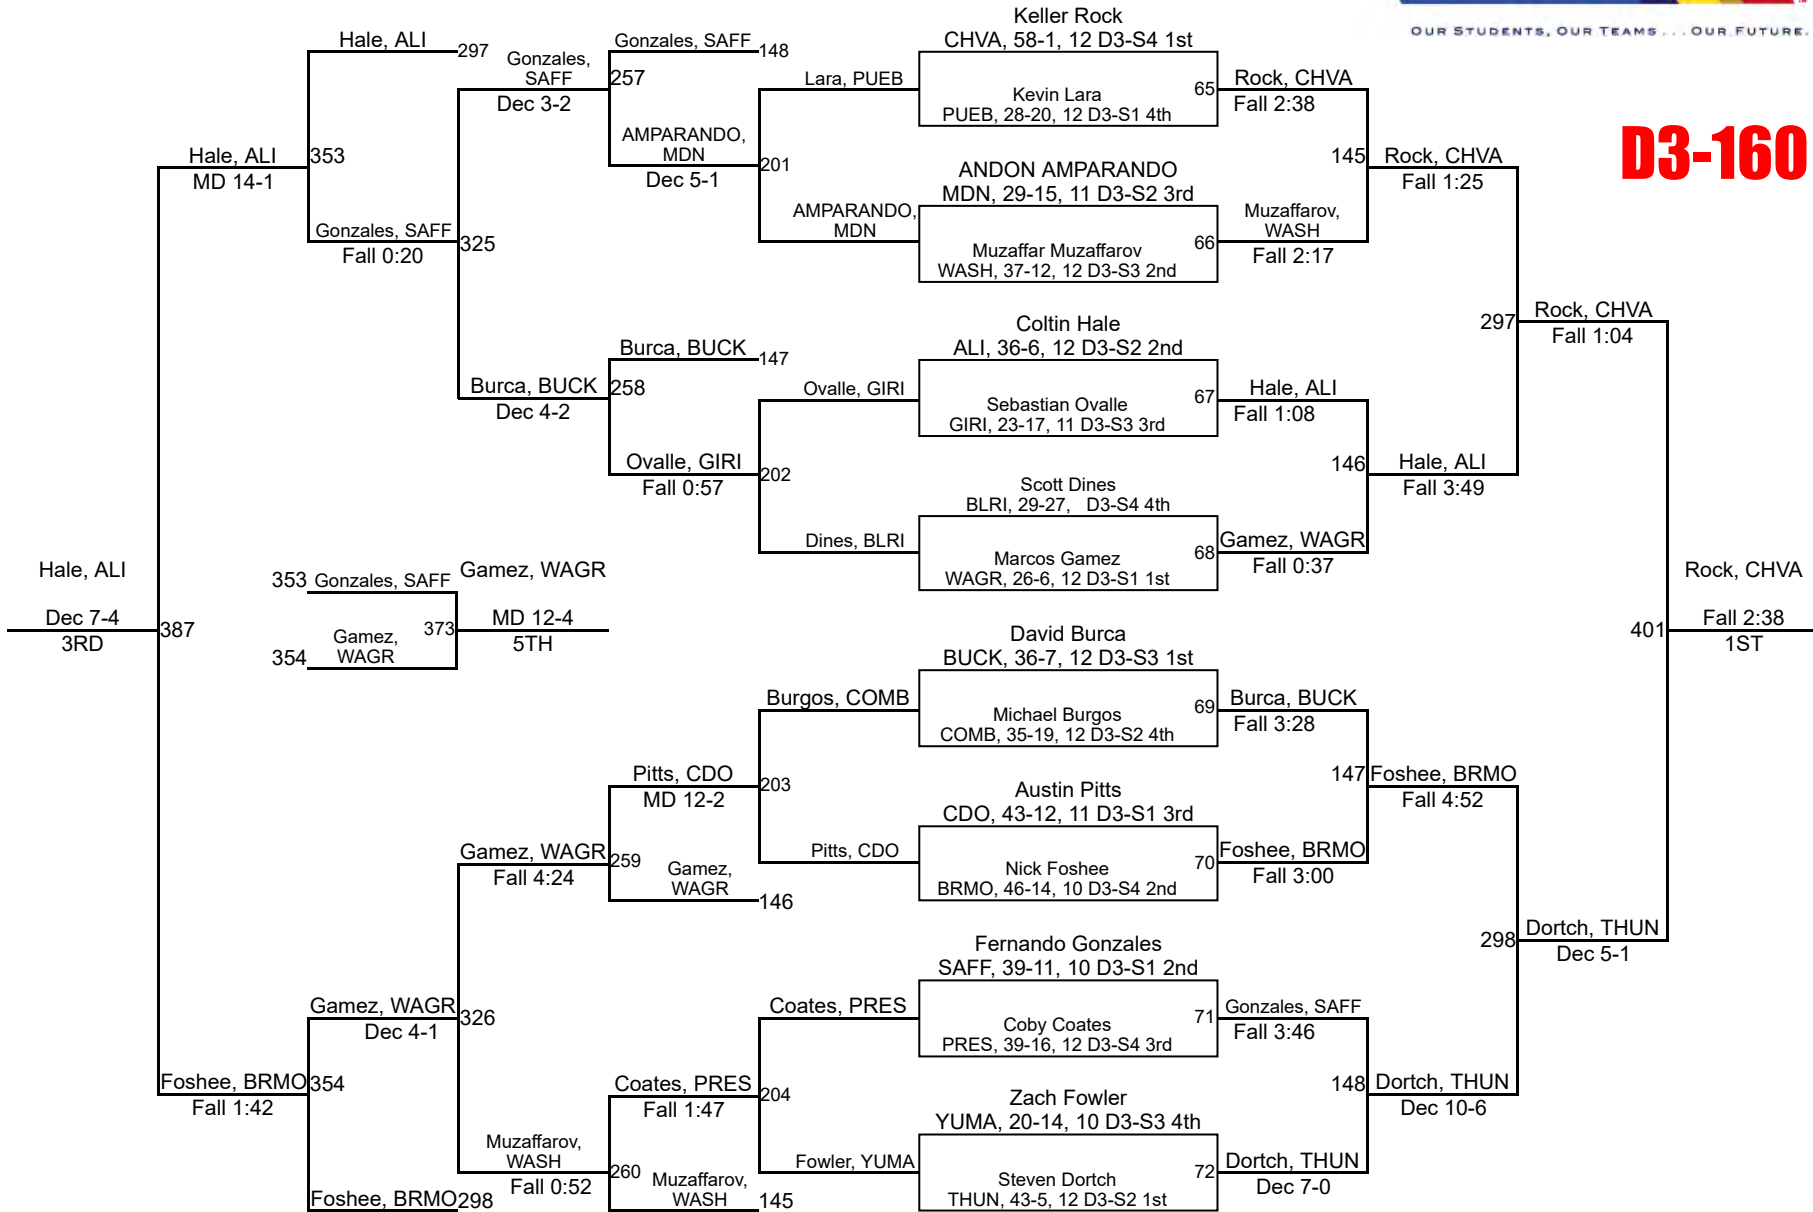 OUR STUDENTS, OUR TEAMS . . . OUR FUTURE.
D3-160
Hale, ALI
297
353
Hale, ALI
MD 14-1
Gonzales, SAFF
Fall 0:20
325
Gonzales,
SAFF
Dec 3-2
257
Gonzales, SAFF
148
AMPARANDO,
MDN
Dec 5-1
201
Lara, PUEB
AMPARANDO,
MDN
Burca, BUCK
Dec 4-2
258
Burca, BUCK
147
Ovalle, GIRI
Fall 0:57
202
Ovalle, GIRI
Dines, BLRI
Hale, ALI
Dec 7-4
3RD
387
353
Gonzales, SAFF
354
Gamez,
WAGR
373
Gamez, WAGR
MD 12-4
5TH
Burgos, COMB
Pitts, CDO
MD 12-2
203
Pitts, CDO
Gamez, WAGR
Fall 4:24
259
Gamez,
WAGR
146
Gamez, WAGR
Dec 4-1
326
Foshee, BRMO
Fall 1:42
354
Foshee, BRMO
298
Coates, PRES
Coates, PRES
Fall 1:47
204
Fowler, YUMA
Muzaffarov,
WASH
Fall 0:52
260
Muzaffarov,
WASH
145
Keller Rock
CHVA, 58-1, 12 D3-S4 1st
Kevin Lara
PUEB, 28-20, 12 D3-S1 4th
65
Rock, CHVA
Fall 2:38
ANDON AMPARANDO
MDN, 29-15, 11 D3-S2 3rd
Muzaffar Muzaffarov
WASH, 37-12, 12 D3-S3 2nd
66
Muzaffarov,
WASH
Fall 2:17
145
Rock, CHVA
Fall 1:25
Coltin Hale
ALI, 36-6, 12 D3-S2 2nd
Sebastian Ovalle
GIRI, 23-17, 11 D3-S3 3rd
67
Hale, ALI
Fall 1:08
Scott Dines
BLRI, 29-27, D3-S4 4th
Marcos Gamez
WAGR, 26-6, 12 D3-S1 1st
68
Gamez, WAGR
Fall 0:37
146
Hale, ALI
Fall 3:49
297
Rock, CHVA
Fall 1:04
David Burca
BUCK, 36-7, 12 D3-S3 1st
Michael Burgos
COMB, 35-19, 12 D3-S2 4th
69
Burca, BUCK
Fall 3:28
Austin Pitts
CDO, 43-12, 11 D3-S1 3rd
Nick Foshee
BRMO, 46-14, 10 D3-S4 2nd
70
Foshee, BRMO
Fall 3:00
147
Foshee, BRMO
Fall 4:52
Fernando Gonzales
SAFF, 39-11, 10 D3-S1 2nd
Coby Coates
PRES, 39-16, 12 D3-S4 3rd
71
Gonzales, SAFF
Fall 3:46
Zach Fowler
YUMA, 20-14, 10 D3-S3 4th
Steven Dortch
THUN, 43-5, 12 D3-S2 1st
72
Dortch, THUN
Dec 7-0
148
Dortch, THUN
Dec 10-6
298
Dortch, THUN
Dec 5-1
401
Rock, CHVA
Fall 2:38
1ST